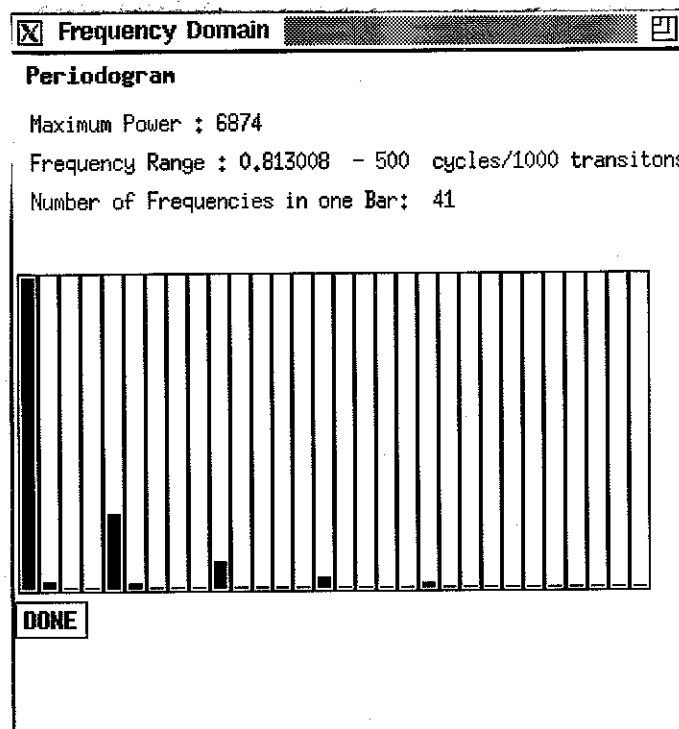 X Frequency Domain
Periodogram
Maximum Power : 6874
Frequency Range : 0.813008 - 500 cycles/1000 transitons
Number of Frequencies in one Bar: 41
DONE